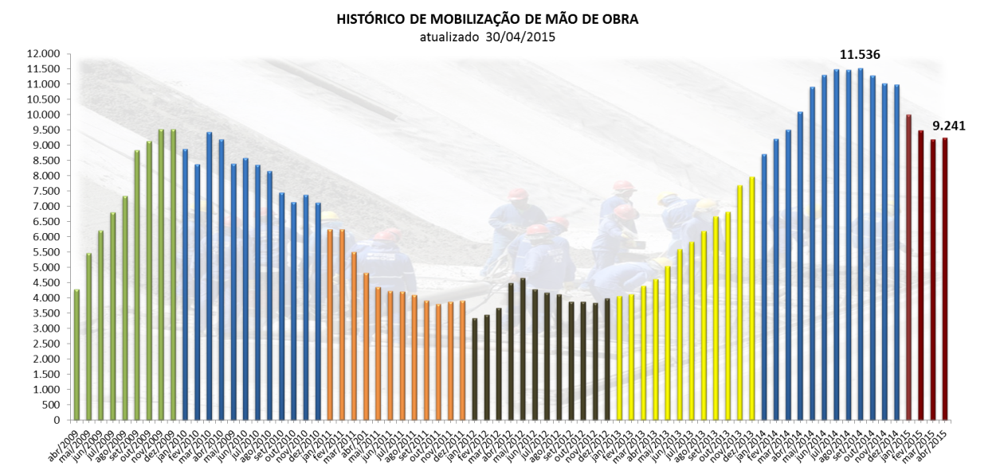 HISTÓRICO DE MOBILIZAÇÃO DE MÃO DE OBRA
atualizado 30/04/2015
12.000
11.500
11.000
10.500
10.000
9.500
9.000
8.500
8.000
7.500
7.000
6.500
6.000
5.500
5.000
4.500
4.000
3.500
3.000
2.500
2.000
1.500
1.000
500
0
11.536
9.241
abr/2009
mai/2009
jun/2009
jul/2009
ago/2009
set/2009
out/2009
nov/2009
dez/2009
jan/2010
fev/2010
mar/2010
abr/2010
mai/2009
jun/2010
jul/2010
ago/2010
set/2010
out/2010
nov/2010
dez/2010
jan/2011
fev/2011
mar/2011
abr/201
mai/2011
jun/2011
jul/2011
ago/2011
set/2011
out/2011
nov/2011
dez/2011
jan/2012
fev/2012
mar/2012
abr/2012
mai/2012
jun/2012
jul/2012
ago/2012
set/2012
out/2012
nov/2012
dez/2012
jan/2013
fev/2013
mar/2013
abr/2013
mai/2013
jun/2013
jul/2013
ago/2013
set/2013
out/2013
nov/2013
dez/2013
jan/2014
fev/2014
mar/2014
abr/2014
mai/2014
jun/2014
jul/2014
ago/2014
set/2014
out/2014
nov/2014
dez/2014
jan/2015
fev/2015
mar/2015
abr/2015